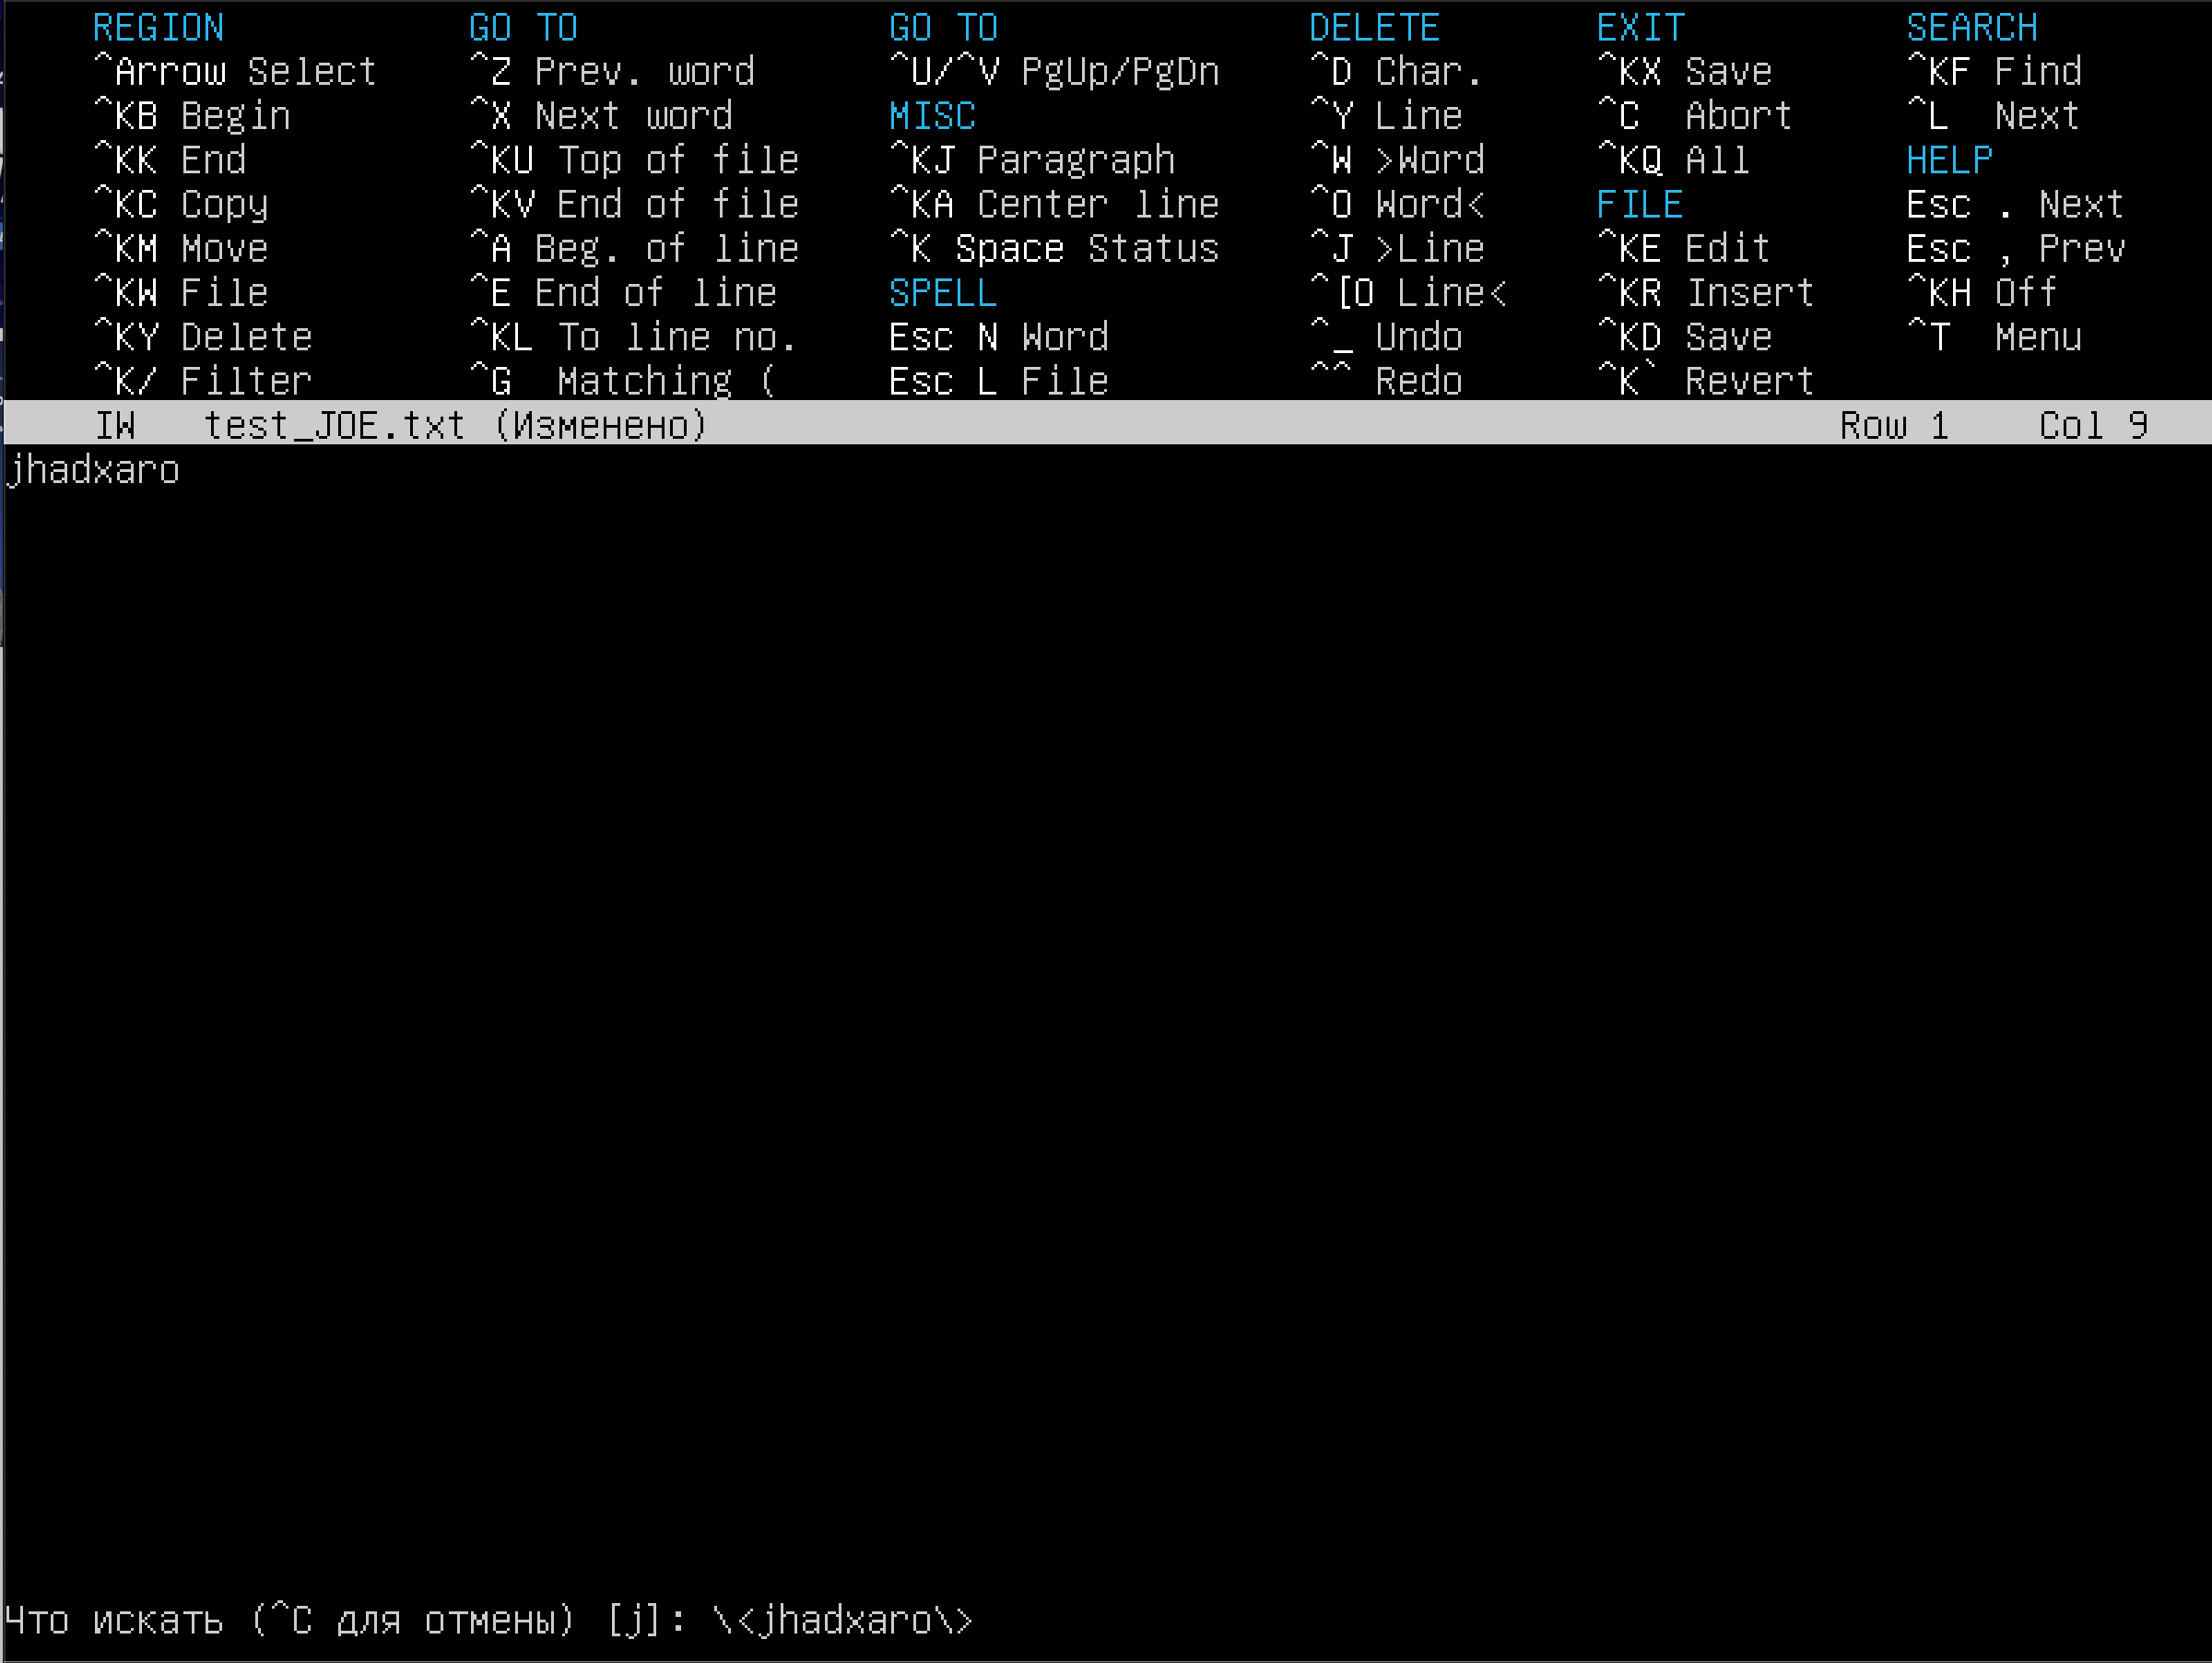 REGION GO TO GO TO DELETE EXIT SEARCH
^Arrow Select ^Z Prev. word ^U/^V PgUp/PgDn ^D Char. ^KX Save ^KF Find
^KB Begin ^X Next word MISC ^Y Line ^C Abort ^L Next
^KK End ^KU Top of file ^KJ Paragraph ^W >Word ^KQ All HELP
^KC Copy ^KV End of file ^KA Center line ^O Word< FILE Esc . Next
^KM Move ^A Beg. of line ^K Space Status ^J >Line ^KE Edit Esc , Prev
^KW File ^E End of line SPELL ^[O Line< ^KR Insert ^KH Off
^KY Delete ^KL To line no. Esc N Word ^_ Undo ^KD Save ^T Menu
^K/ Filter ^G Matching ( Esc L File ^^ Redo ^K` Revert
IW test_JOE.txt (Изменено) Row 1 Col 9
jhadxaro
Что искать (^C для отмены) [j]: \<jhadxaro\>